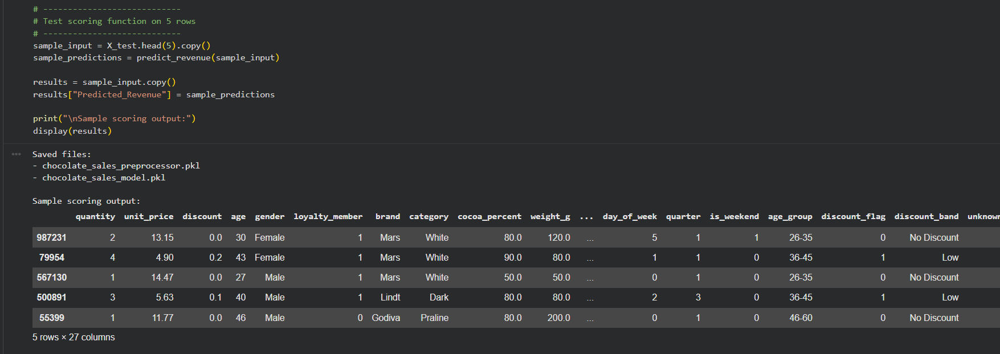 # ----------------------------
# Test scoring function on 5 rows
# ----------------------------
sample_input = X_test.head(5).copy()
sample_predictions = predict_revenue(sample_input)
results = sample_input.copy()
results["Predicted_Revenue"] = sample_predictions
print("\nSample scoring output:")
display(results)
Saved files:
- chocolate_sales_preprocessor.pkl
- chocolate_sales_model.pkl
Sample scoring output:
quantity unit_price discount age gender loyalty_member brand category cocoa_percent weight_g ... day_of_week quarter is_weekend age_group discount_flag discount_band unknown
987231 2 13.15 0.0 30 Female 1 Mars White 80.0 120.0 ... 5 1 1 26-35 0 No Discount
79954 4 4.90 0.2 43 Female 1 Mars White 90.0 80.0 ... 1 1 0 36-45 1 Low
567130 1 14.47 0.0 27 Male 1 Mars White 50.0 50.0 ... 0 1 0 26-35 0 No Discount
500891 3 5.63 0.1 40 Male 1 Lindt Dark 80.0 80.0 ... 2 3 0 36-45 1 Low
55399 1 11.77 0.0 46 Male 0 Godiva Praline 80.0 200.0 ... 0 1 0 46-60 0 No Discount
5 rows × 27 columns